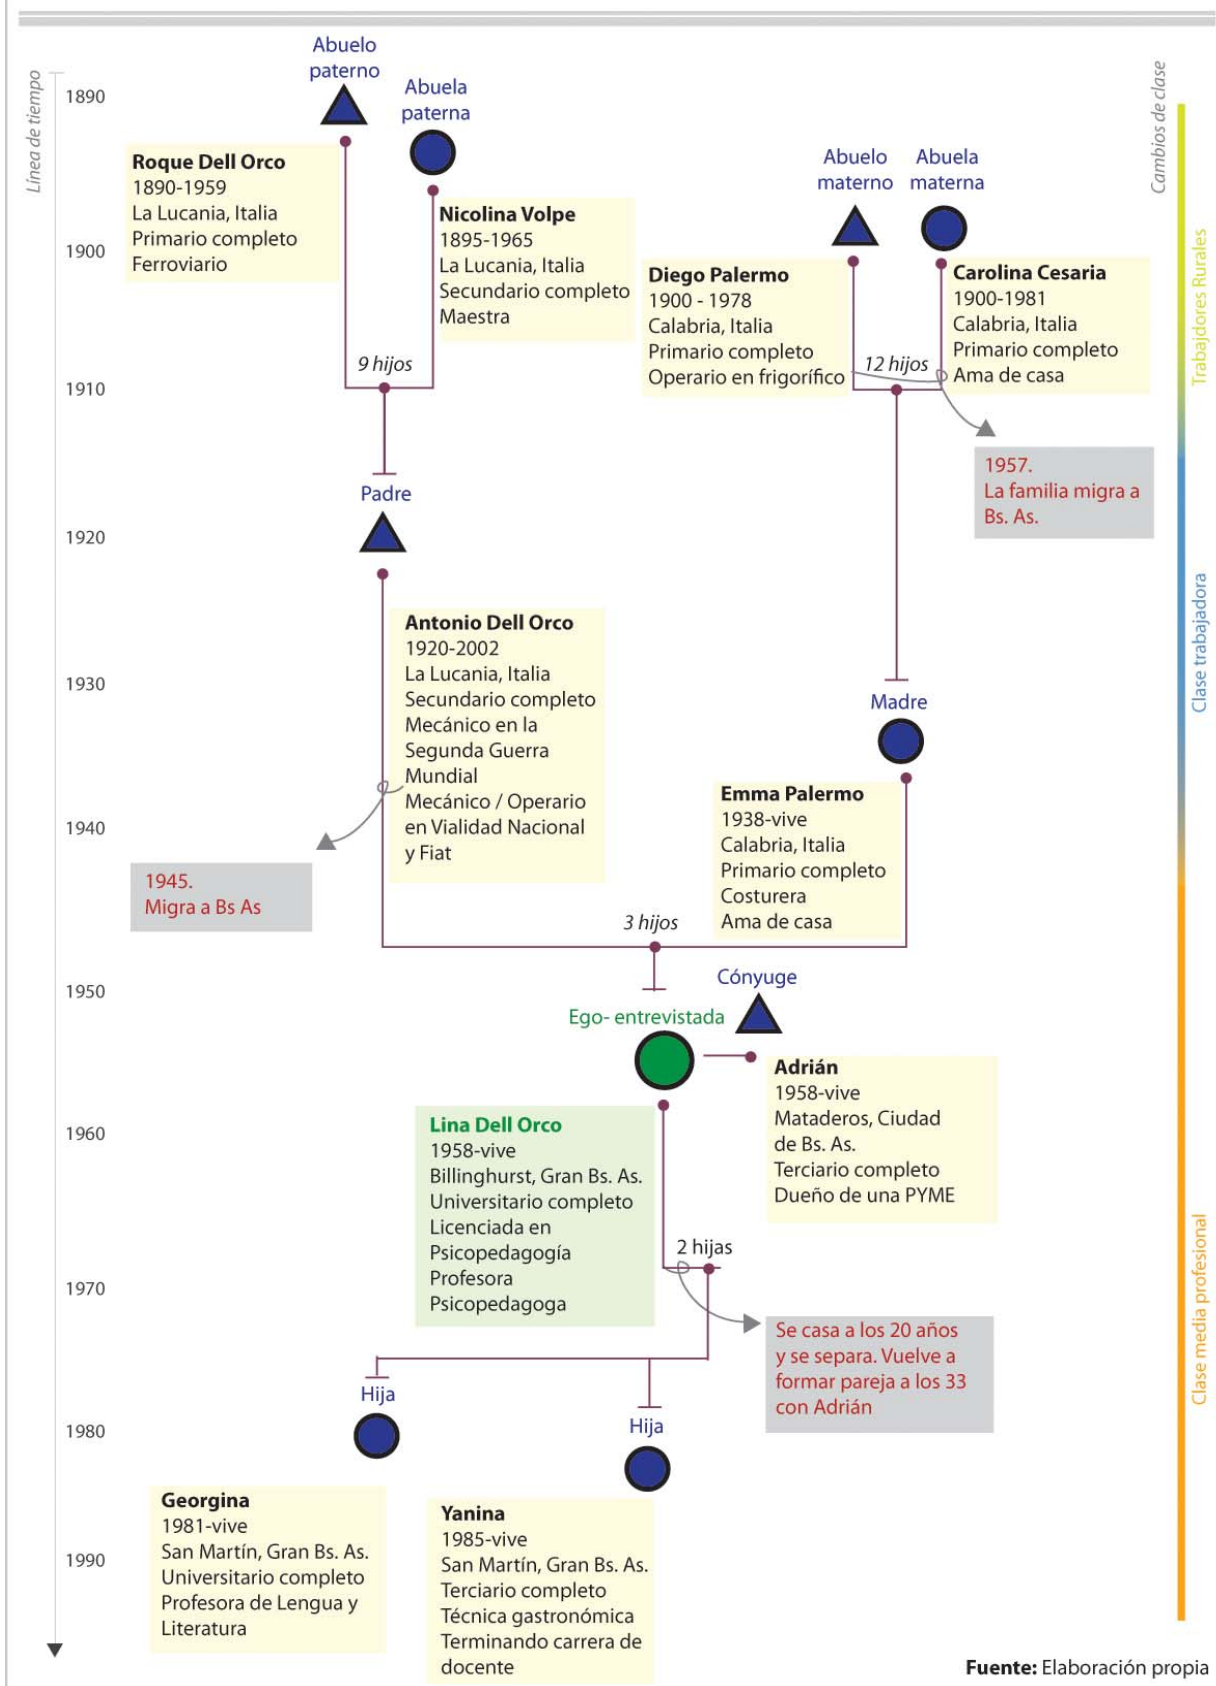 Línea de tiempo
1890
1900
1910
1920
1930
1940
1950
1960
1970
1980
1990
Abuelo
paterno
Abuela
paterna
Roque Dell Orco
1890-1959
La Lucania, Italia
Primario completo
Ferroviario
Nicolina Volpe
1895-1965
La Lucania, Italia
Secundario completo
Maestra
9 hijos
Abuelo
materno
Abuela
materna
Diego Palermo
1900 - 1978
Calabria, Italia
Primario completo
Operario en frigorífico
Carolina Cesaria
1900-1981
Calabria, Italia
Primario completo
Ama de casa
12 hijos
1957.
La familia migra a
Bs. As.
Padre
Antonio Dell Orco
1920-2002
La Lucania, Italia
Secundario completo
Mecánico en la
Segunda Guerra
Mundial
Mecánico / Operario
en Vialidad Nacional
y Fiat
1945.
Migra a Bs As
Madre
Emma Palermo
1938-vive
Calabria, Italia
Primario completo
Costurera
Ama de casa
3 hijos
Ego- entrevistada
Cónyuge
Lina Dell Orco
1958-vive
Billinghurst, Gran Bs. As.
Universitario completo
Licenciada en
Psicopedagogía
Profesora
Psicopedagoga
Adrián
1958-vive
Mataderos, Ciudad
de Bs. As.
Terciario completo
Dueño de una PYME
2 hijas
Se casa a los 20 años
y se separa. Vuelve a
formar pareja a los 33
con Adrián
Hija
Georgina
1981-vive
San Martín, Gran Bs. As.
Universitario completo
Profesora de Lengua y
Literatura
Hija
Yanina
1985-vive
San Martín, Gran Bs. As.
Terciario completo
Técnica gastronómica
Terminando carrera de
docente
Cambios de clase
Trabajdores Rurales
Clase trabajadora
Clase media profesional
Fuente: Elaboración propia